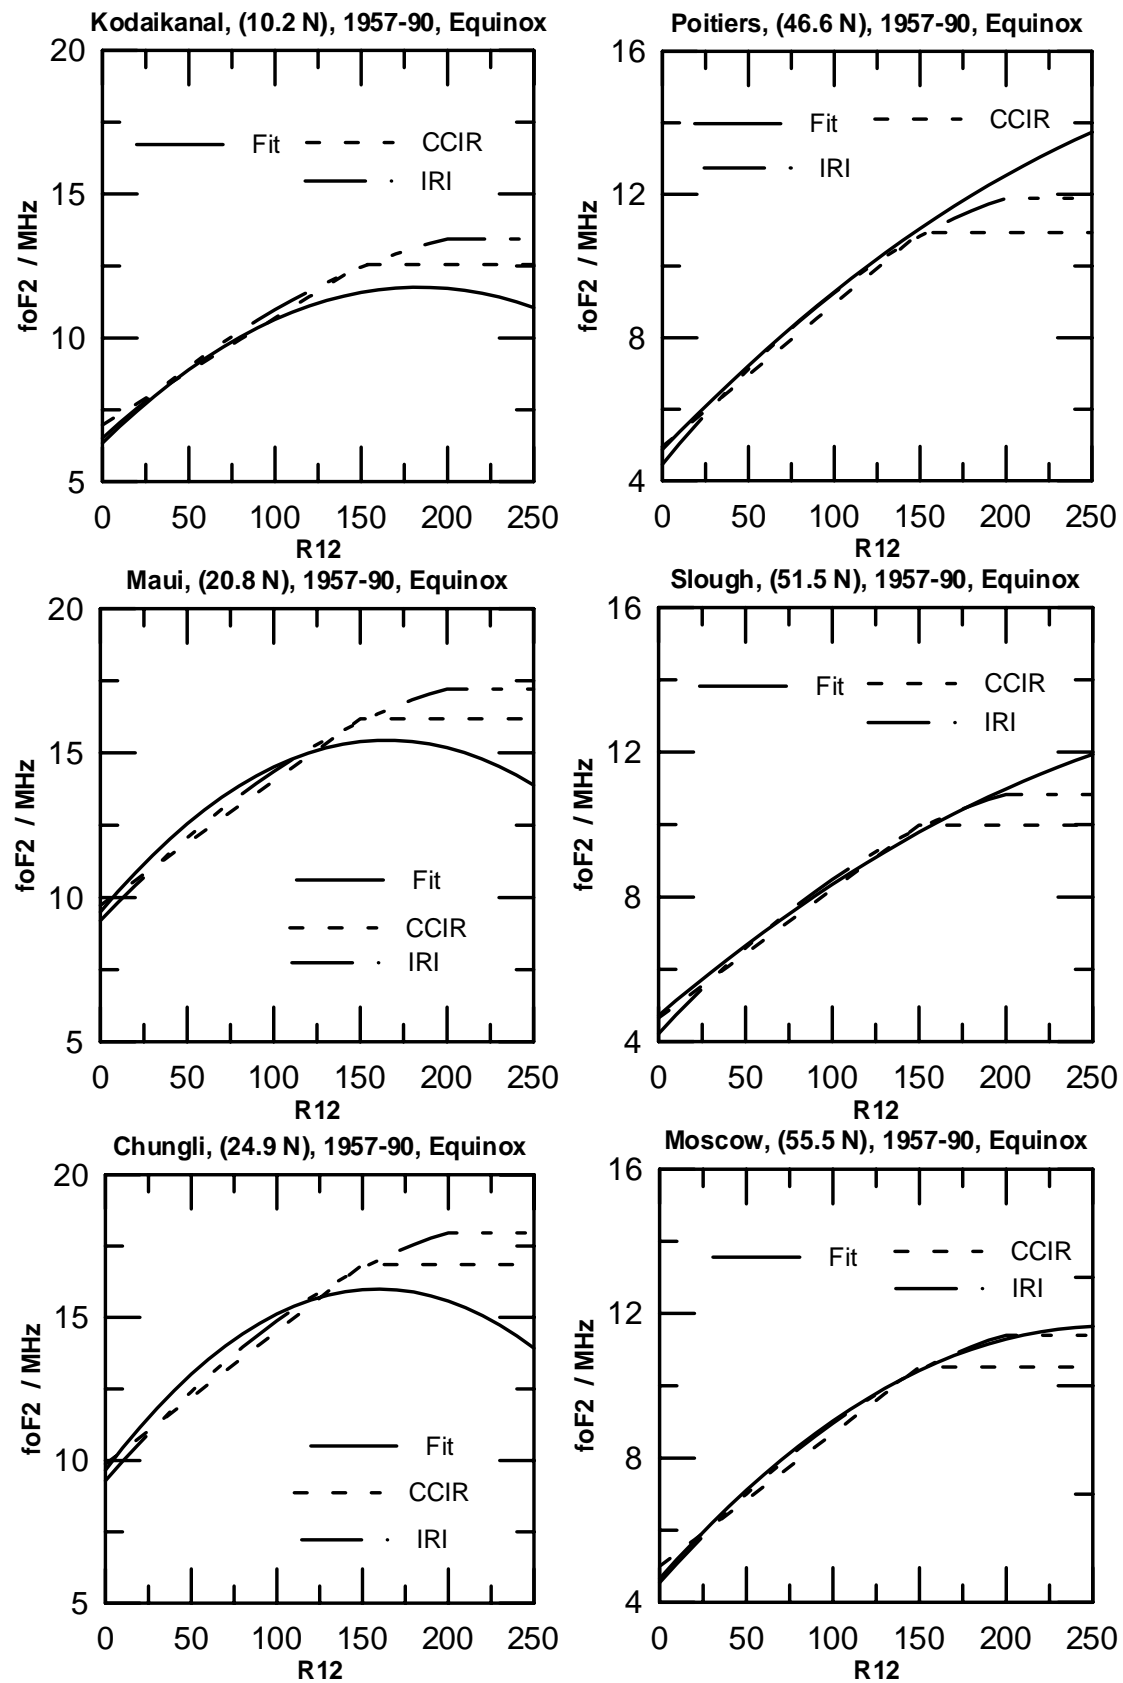 Kodaikanal, (10.2 N), 1957-90, Equinox
20
15
10
5
foF2 / MHz
Fit
CCIR
IRI
0 50 100 150 200 250
R12
Poitiers, (46.6 N), 1957-90, Equinox
16
12
8
4
foF2 / MHz
Fit
CCIR
IRI
0 50 100 150 200 250
R12
Maui, (20.8 N), 1957-90, Equinox
20
15
10
5
foF2 / MHz
Fit
CCIR
IRI
0 50 100 150 200 250
R12
Slough, (51.5 N), 1957-90, Equinox
16
12
8
4
foF2 / MHz
Fit
CCIR
IRI
0 50 100 150 200 250
R12
Chungli, (24.9 N), 1957-90, Equinox
20
15
10
5
foF2 / MHz
Fit
CCIR
IRI
0 50 100 150 200 250
R12
Moscow, (55.5 N), 1957-90, Equinox
16
12
8
4
foF2 / MHz
Fit
CCIR
IRI
0 50 100 150 200 250
R12